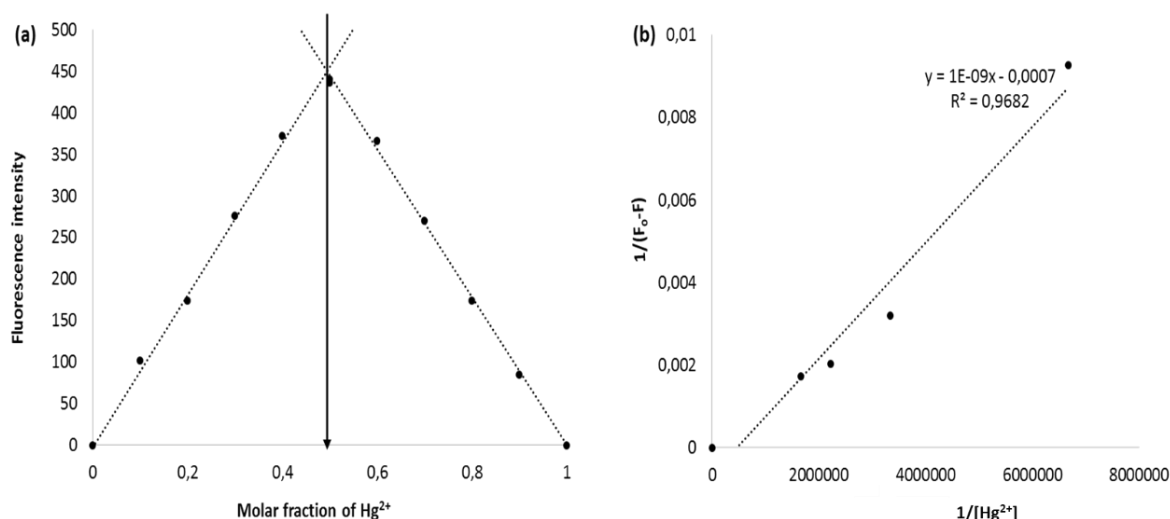 (a)
500
450
400
350
300
250
200
150
100
50
0
Fluorescence intensity
0 0,2 0,4 0,6 0,8 1
Molar fraction of Hg²⁺
(b)
0,01
0,008
0,006
0,004
0,002
0
1/(Fₒ-F)
y = 1E-09x - 0,0007
R² = 0,9682
0 2000000 4000000 6000000 8000000
1/[Hg²⁺]